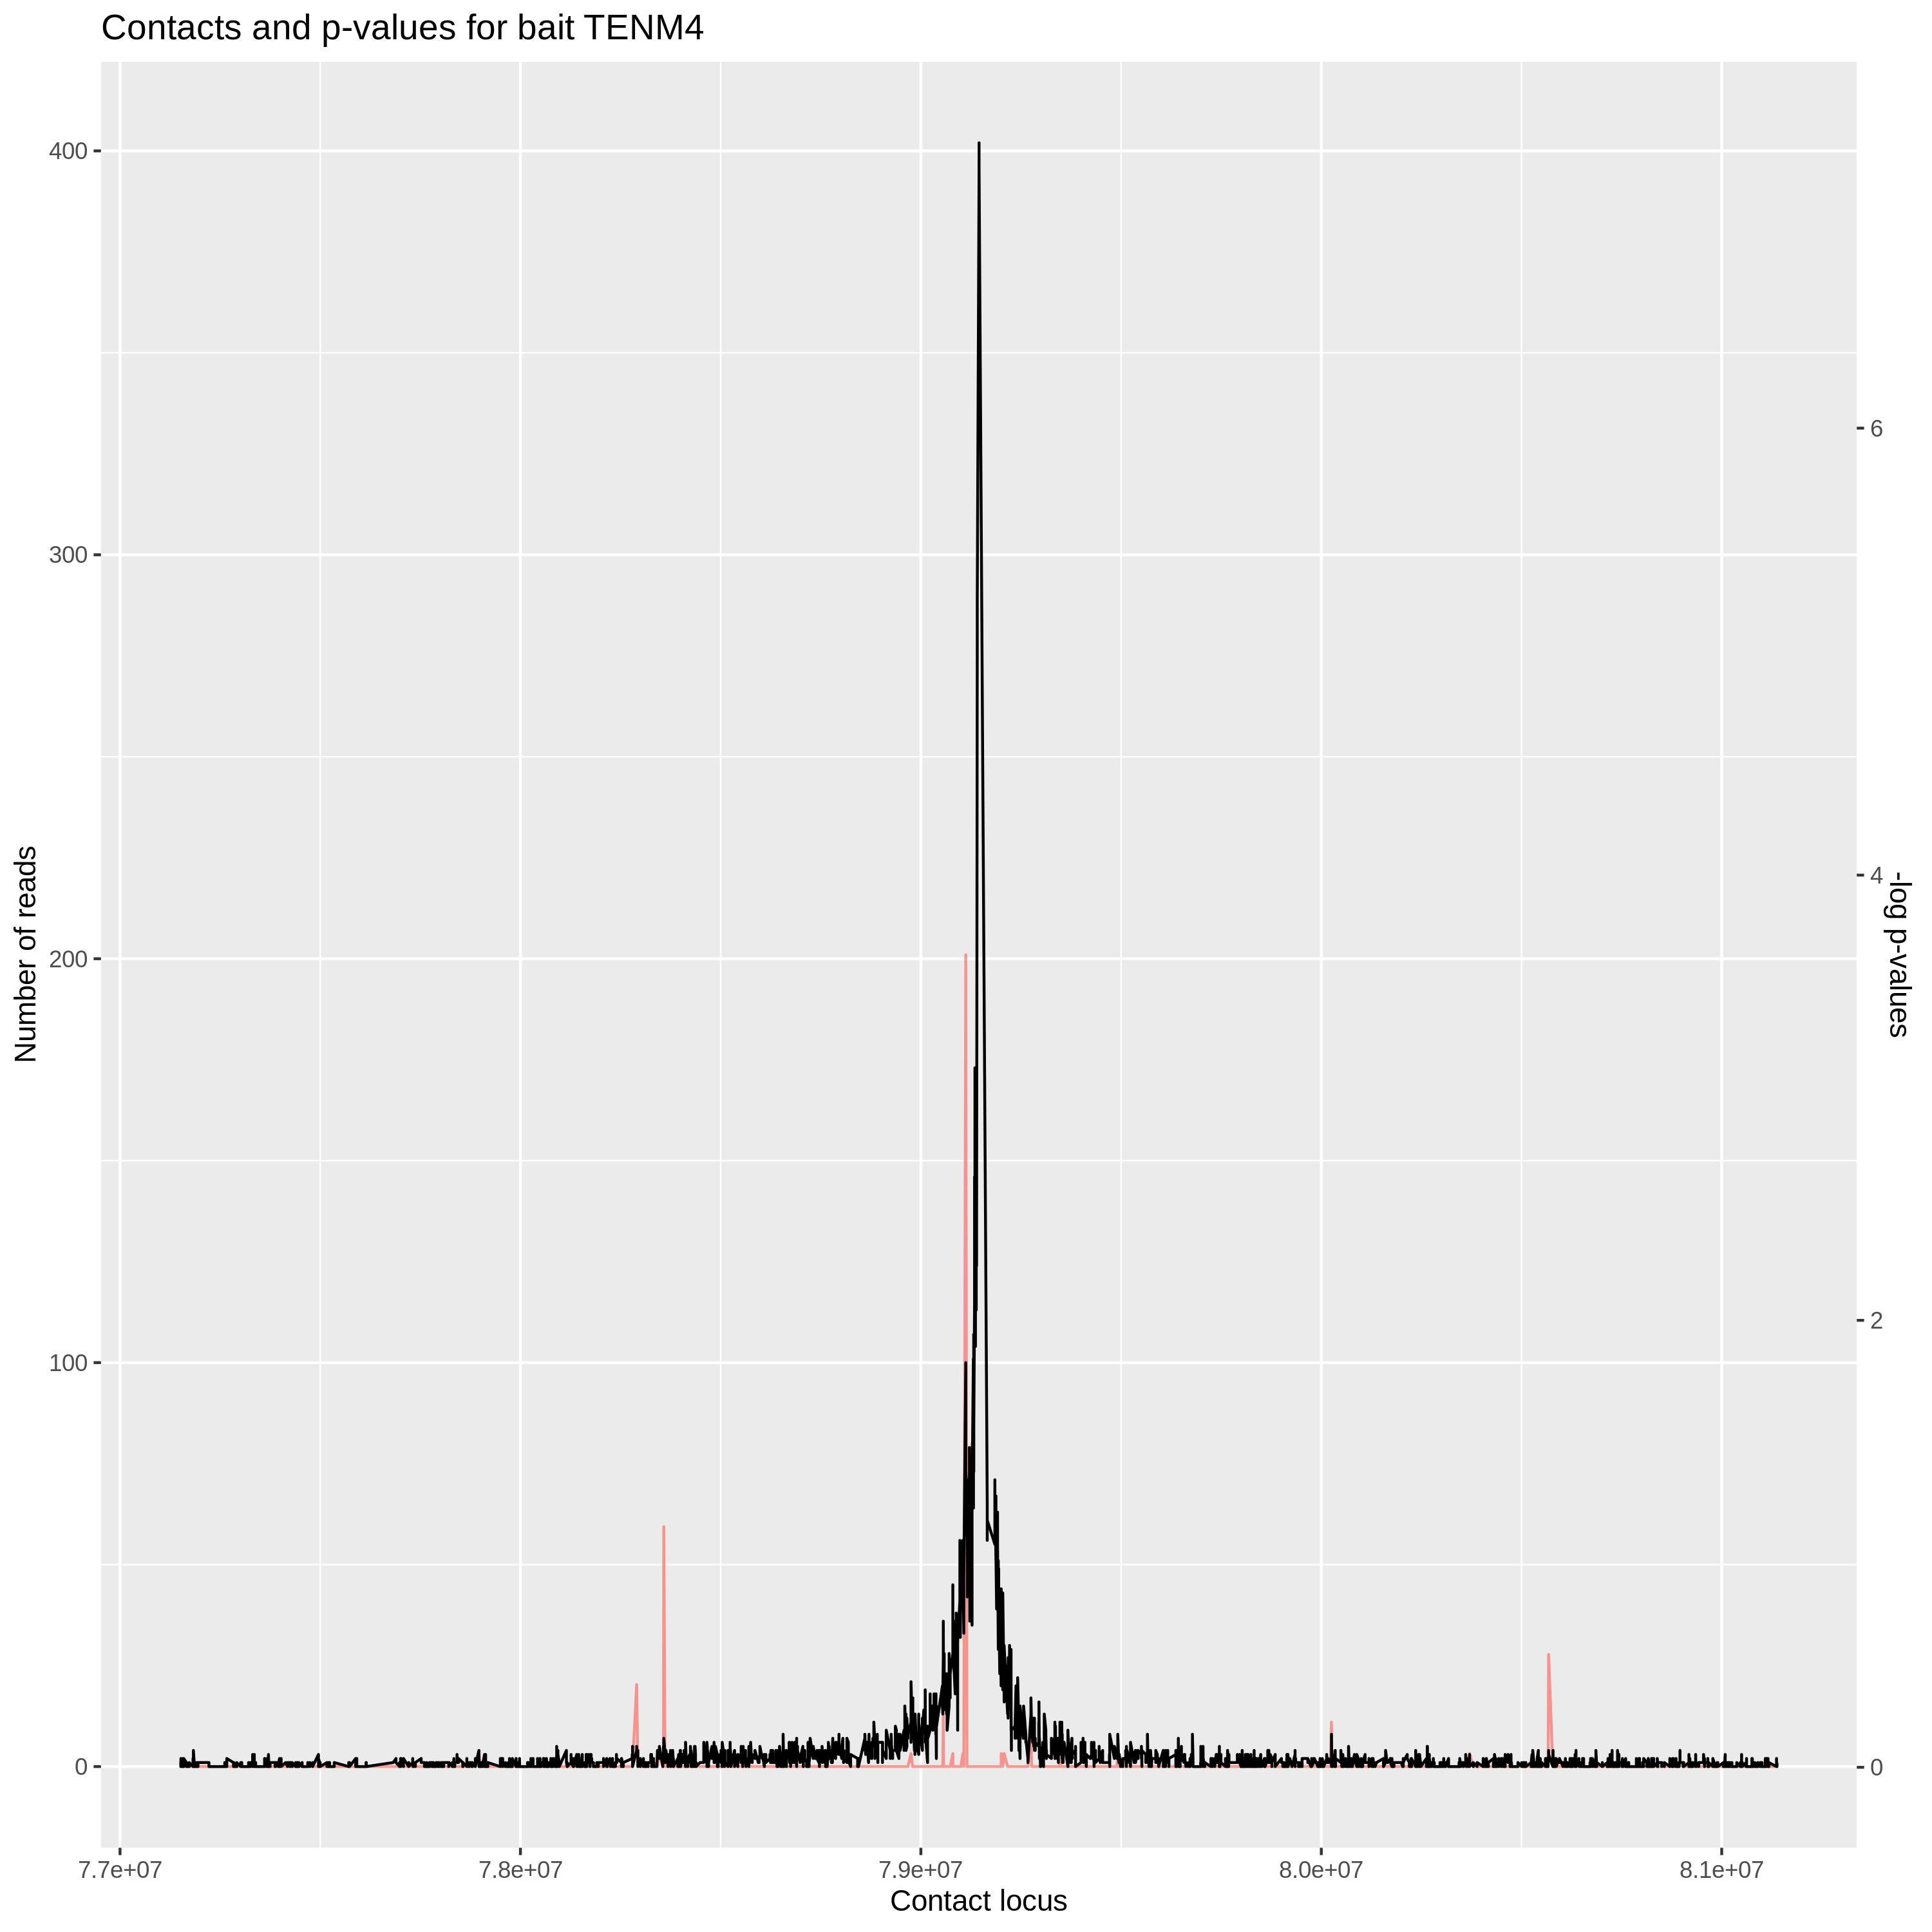 Contacts and p-values for bait TENM4
400
300
200
100
0
Number of reads
6
4
2
0
-log p-values
7.7e+07 7.8e+07 7.9e+07 8.0e+07 8.1e+07
Contact locus